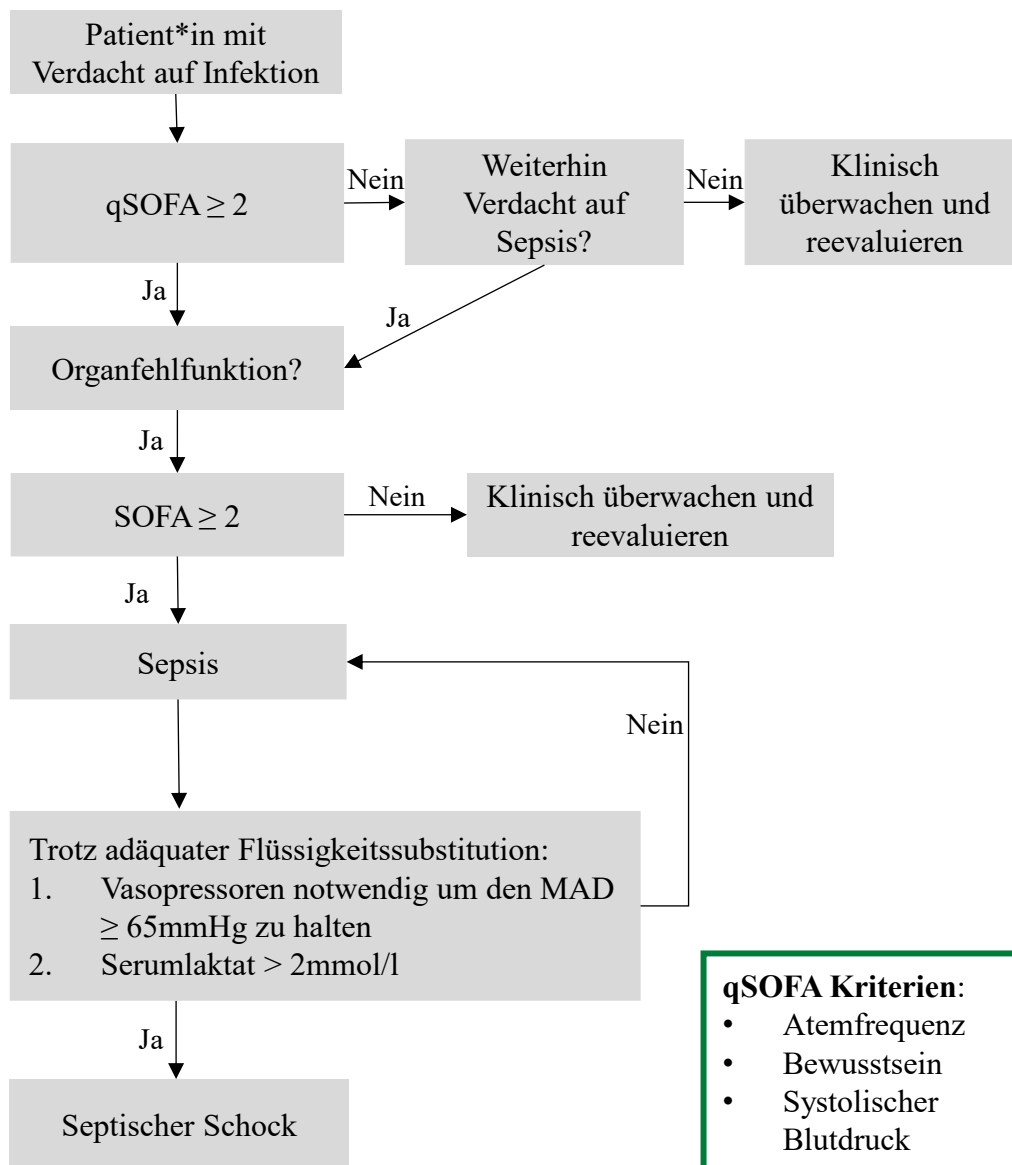 Patient*in mit
Verdacht auf Infektion
qSOFA ≥ 2
Nein
Weiterhin
Verdacht auf
Sepsis?
Nein
Klinisch
überwachen und
reevaluieren
Ja
Ja
Organfehlfunktion?
Ja
SOFA ≥ 2
Nein
Klinisch überwachen und
reevaluieren
Ja
Sepsis
Nein
Trotz adäquater Flüssigkeitssubstitution:
1. Vasopressoren notwendig um den MAD
≥ 65mmHg zu halten
2. Serumlaktat > 2mmol/l
Ja
Septischer Schock
qSOFA Kriterien:
• Atemfrequenz
• Bewusstsein
• Systolischer
Blutdruck